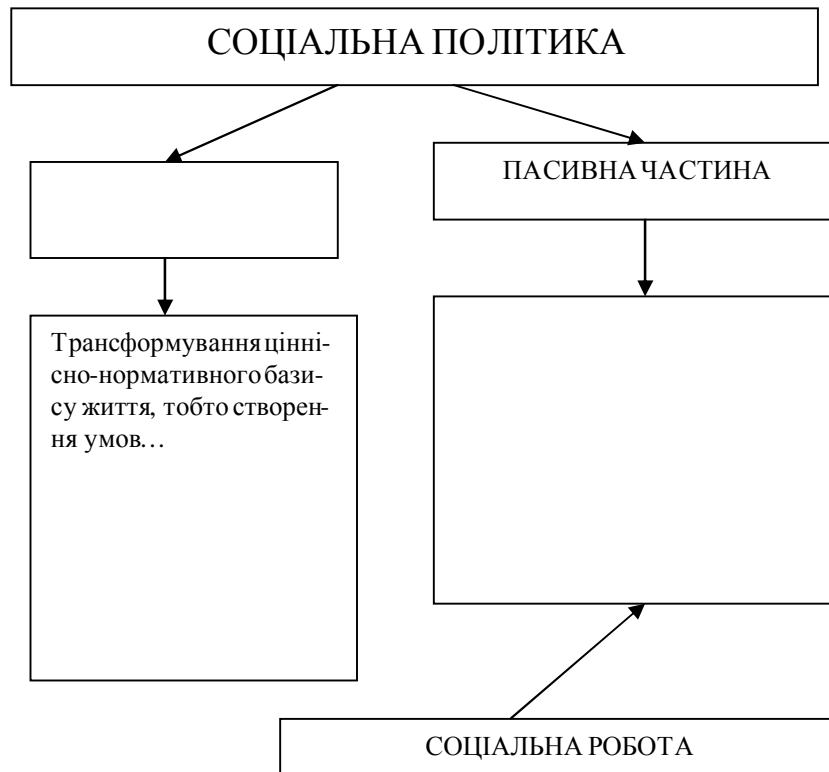 СОЦІАЛЬНА ПОЛІТИКА
ПАСИВНА ЧАСТИНА
Трансформування цінні-
сно-нормативного бази-
су життя, тобто створен-
ня умов…
СОЦІАЛЬНА РОБОТА